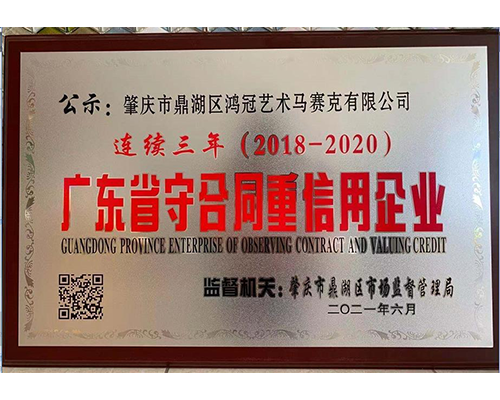 公示：肇庆市鼎湖区鸿冠艺术马赛克有限公司
连续三年（2018-2020）
广东省守合同重信用企业
GUANGDONG PROVINCE ENTERPRISE OF OBSERVING CONTRACT AND VALUING CREDIT
监督机关：肇庆市鼎湖区市场监督管理局
二〇二一年六月